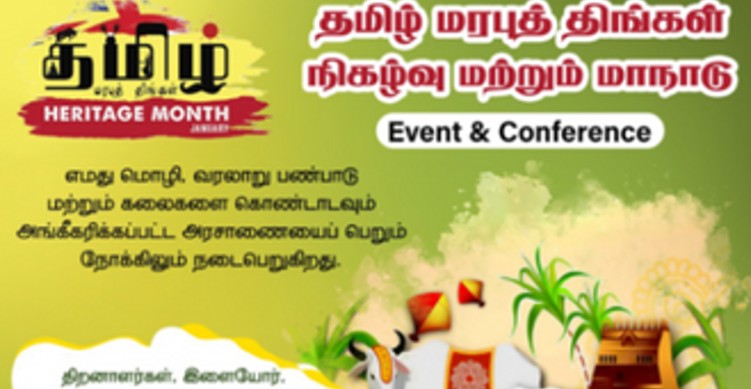 தமிழ்
மரபுத் திங்கள்
HERITAGE MONTH
JANUARY
தமிழ் மரபுத் திங்கள்
நிகழ்வு மற்றும் மாநாடு
Event & Conference
எமது மொழி, வரலாறு பண்பாடு
மற்றும் கலைகளை கொண்டாடவும்
அங்கீகரிக்கப்பட்ட அரசாணையைப் பெறும்
நோக்கிலும் நடைபெறுகிறது.
திறனாளர்கள், இளையோர்,